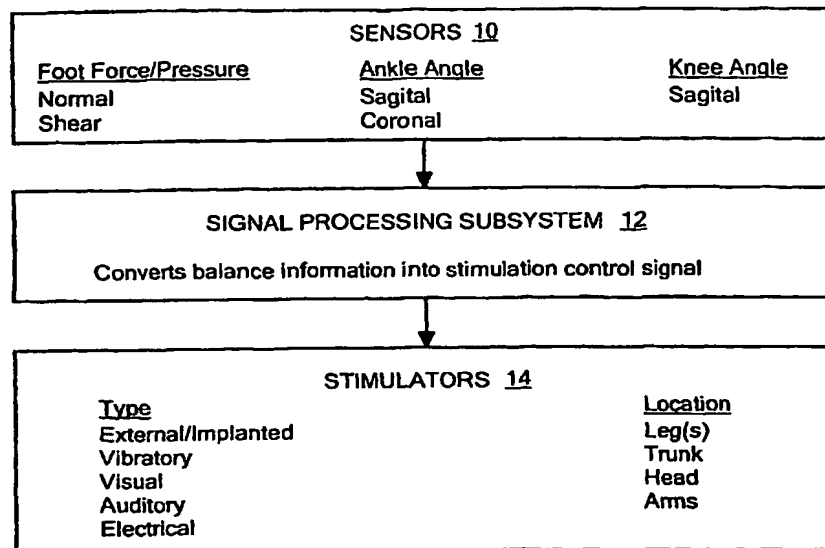 SENSORS 10
Foot Force/Pressure Ankle Angle Knee Angle
Normal Sagital Sagital
Shear Coronal
SIGNAL PROCESSING SUBSYSTEM 12
Converts balance information into stimulation control signal
STIMULATORS 14
Type Location
External/Implanted Leg(s)
Vibratory Trunk
Visual Head
Auditory Arms
Electrical